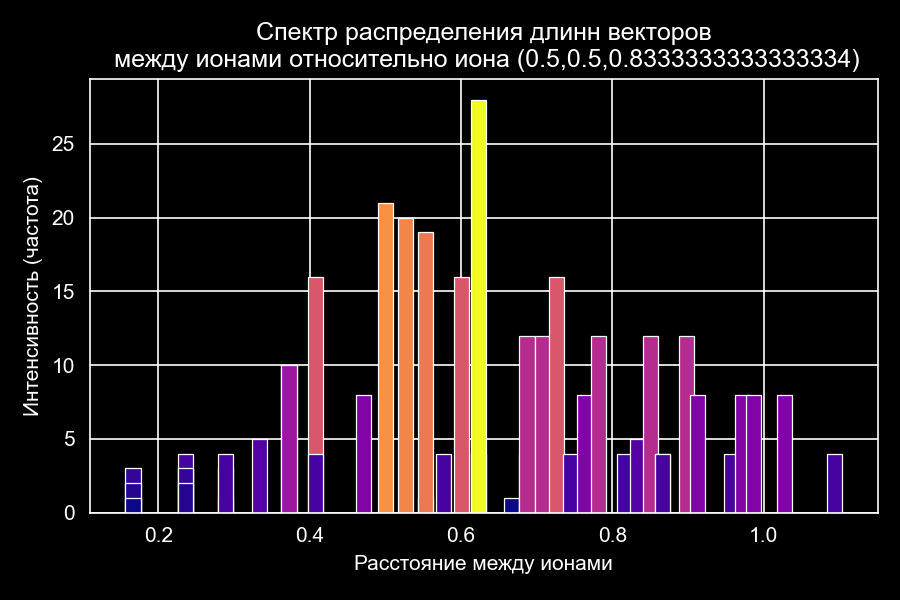 Спектр распределения длинн векторов
между ионами относительно иона (0.5,0.5,0.8333333333333334)
Интенсивность (частота)
25
20
15
10
5
0
0.2 0.4 0.6 0.8 1.0
Расстояние между ионами